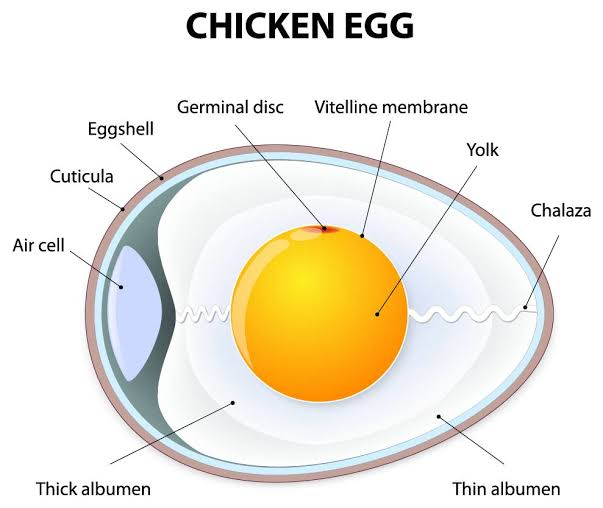 CHICKEN EGG
Germinal disc
Vitelline membrane
Eggshell
Yolk
Cuticula
Chalaza
Air cell
Thick albumen
Thin albumen